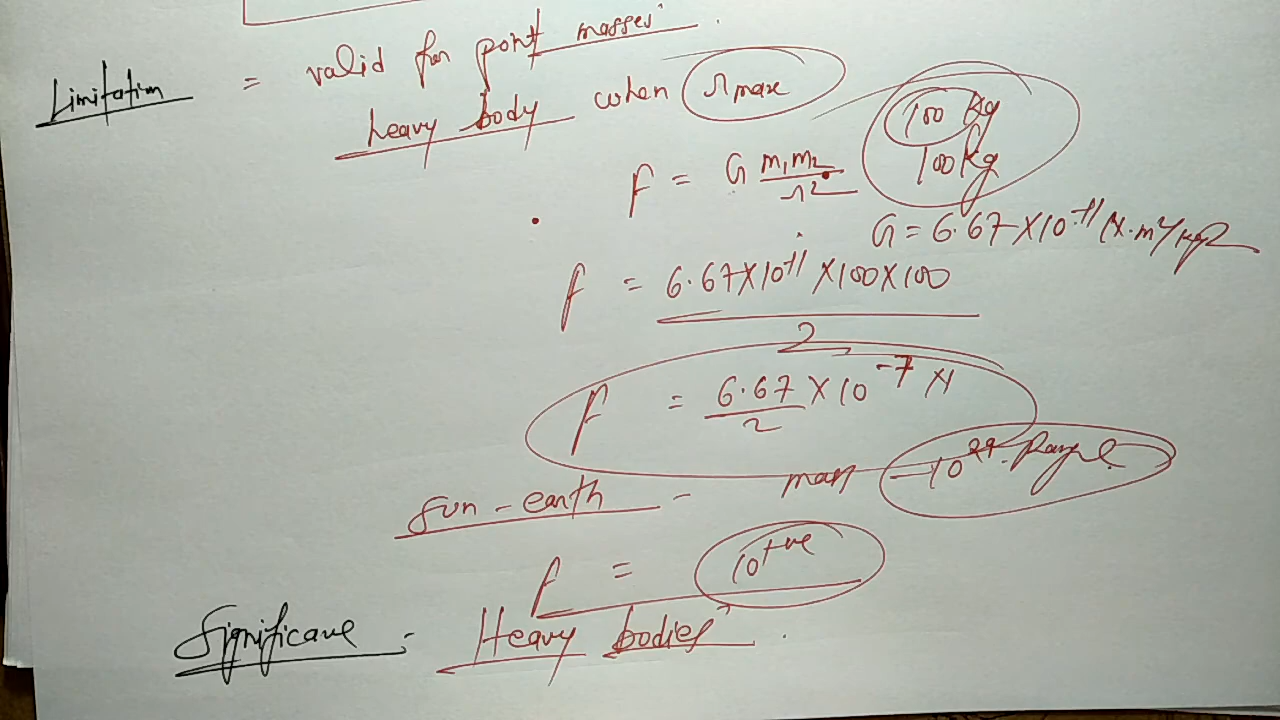 Limitation = valid for point masses.
heavy body when r max
100 kg
100 kg
F = G m₁m₂/r²
G = 6.67 × 10⁻¹¹ N.m²/kg²
F = 6.67×10⁻¹¹ ×100×100 / 2
F = 6.67/2 × 10⁻⁷ N
Sun - earth - mass
F = 10⁺ᵛᵉ
Significane - Heavy bodies.